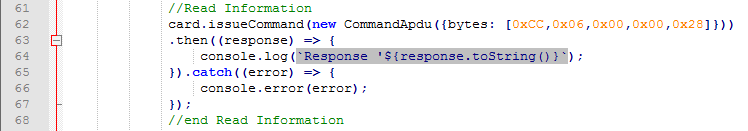 61 //Read Information
62 card.issueCommand(new CommandApdu({bytes: [0xCC,0x06,0x00,0x00,0x28]}))
63 .then((response) => {
64 console.log(`Response '${response.toString()}`);
65 }).catch((error) => {
66 console.error(error);
67 });
68 //end Read Information